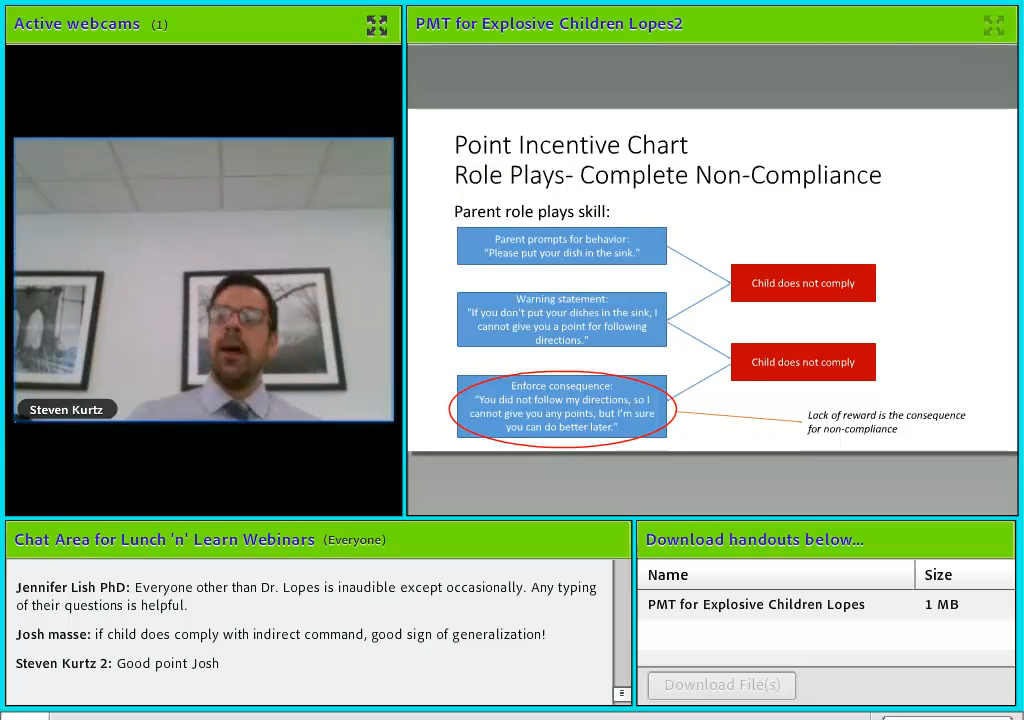 Active webcams (1)
PMT for Explosive Children Lopes2
Steven Kurtz
Point Incentive Chart
Role Plays- Complete Non-Compliance
Parent role plays skill:
Parent prompts for behavior:
"Please put your dish in the sink."
Child does not comply
Warning statement:
"If you don't put your dishes in the sink, I
cannot give you a point for following
directions."
Child does not comply
Enforce consequence:
"You did not follow my directions, so I
cannot give you any points, but I'm sure
you can do better later."
Lack of reward is the consequence
for non-compliance
Chat Area for Lunch 'n' Learn Webinars (Everyone)
Jennifer Lish PhD: Everyone other than Dr. Lopes is inaudible except occasionally. Any typing
of their questions is helpful.
Josh masse: if child does comply with indirect command, good sign of generalization!
Steven Kurtz 2: Good point Josh
Download handouts below...
Name Size
PMT for Explosive Children Lopes 1 MB
Download File(s)